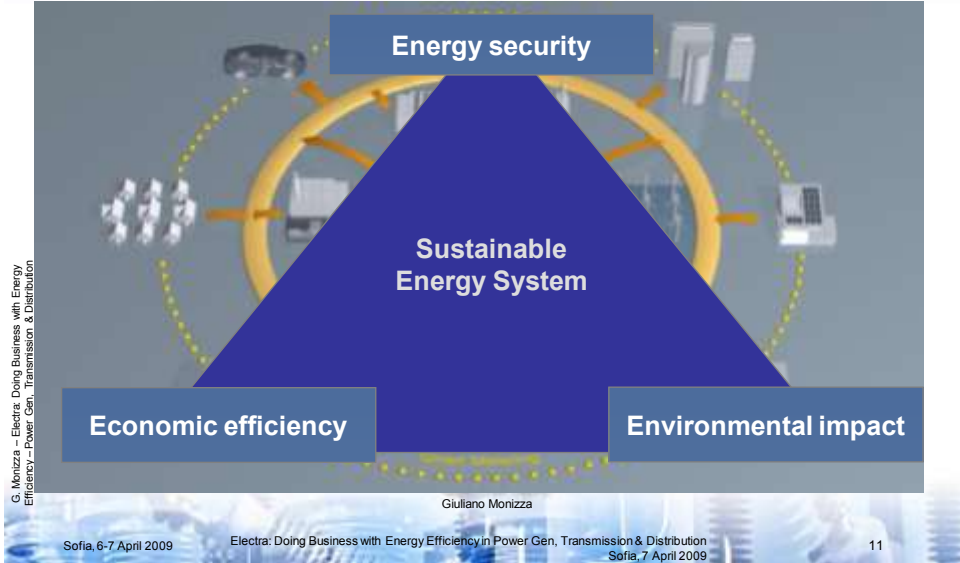 Energy security
Sustainable
Energy System
Economic efficiency
Environmental impact
G. Monizza – Electra: Doing Business with Energy
Efficiency – Power Gen, Transmission & Distribution
Giuliano Monizza
Sofia, 6-7 April 2009
Electra: Doing Business with Energy Efficiency in Power Gen, Transmission & Distribution
Sofia, 7 April 2009
11